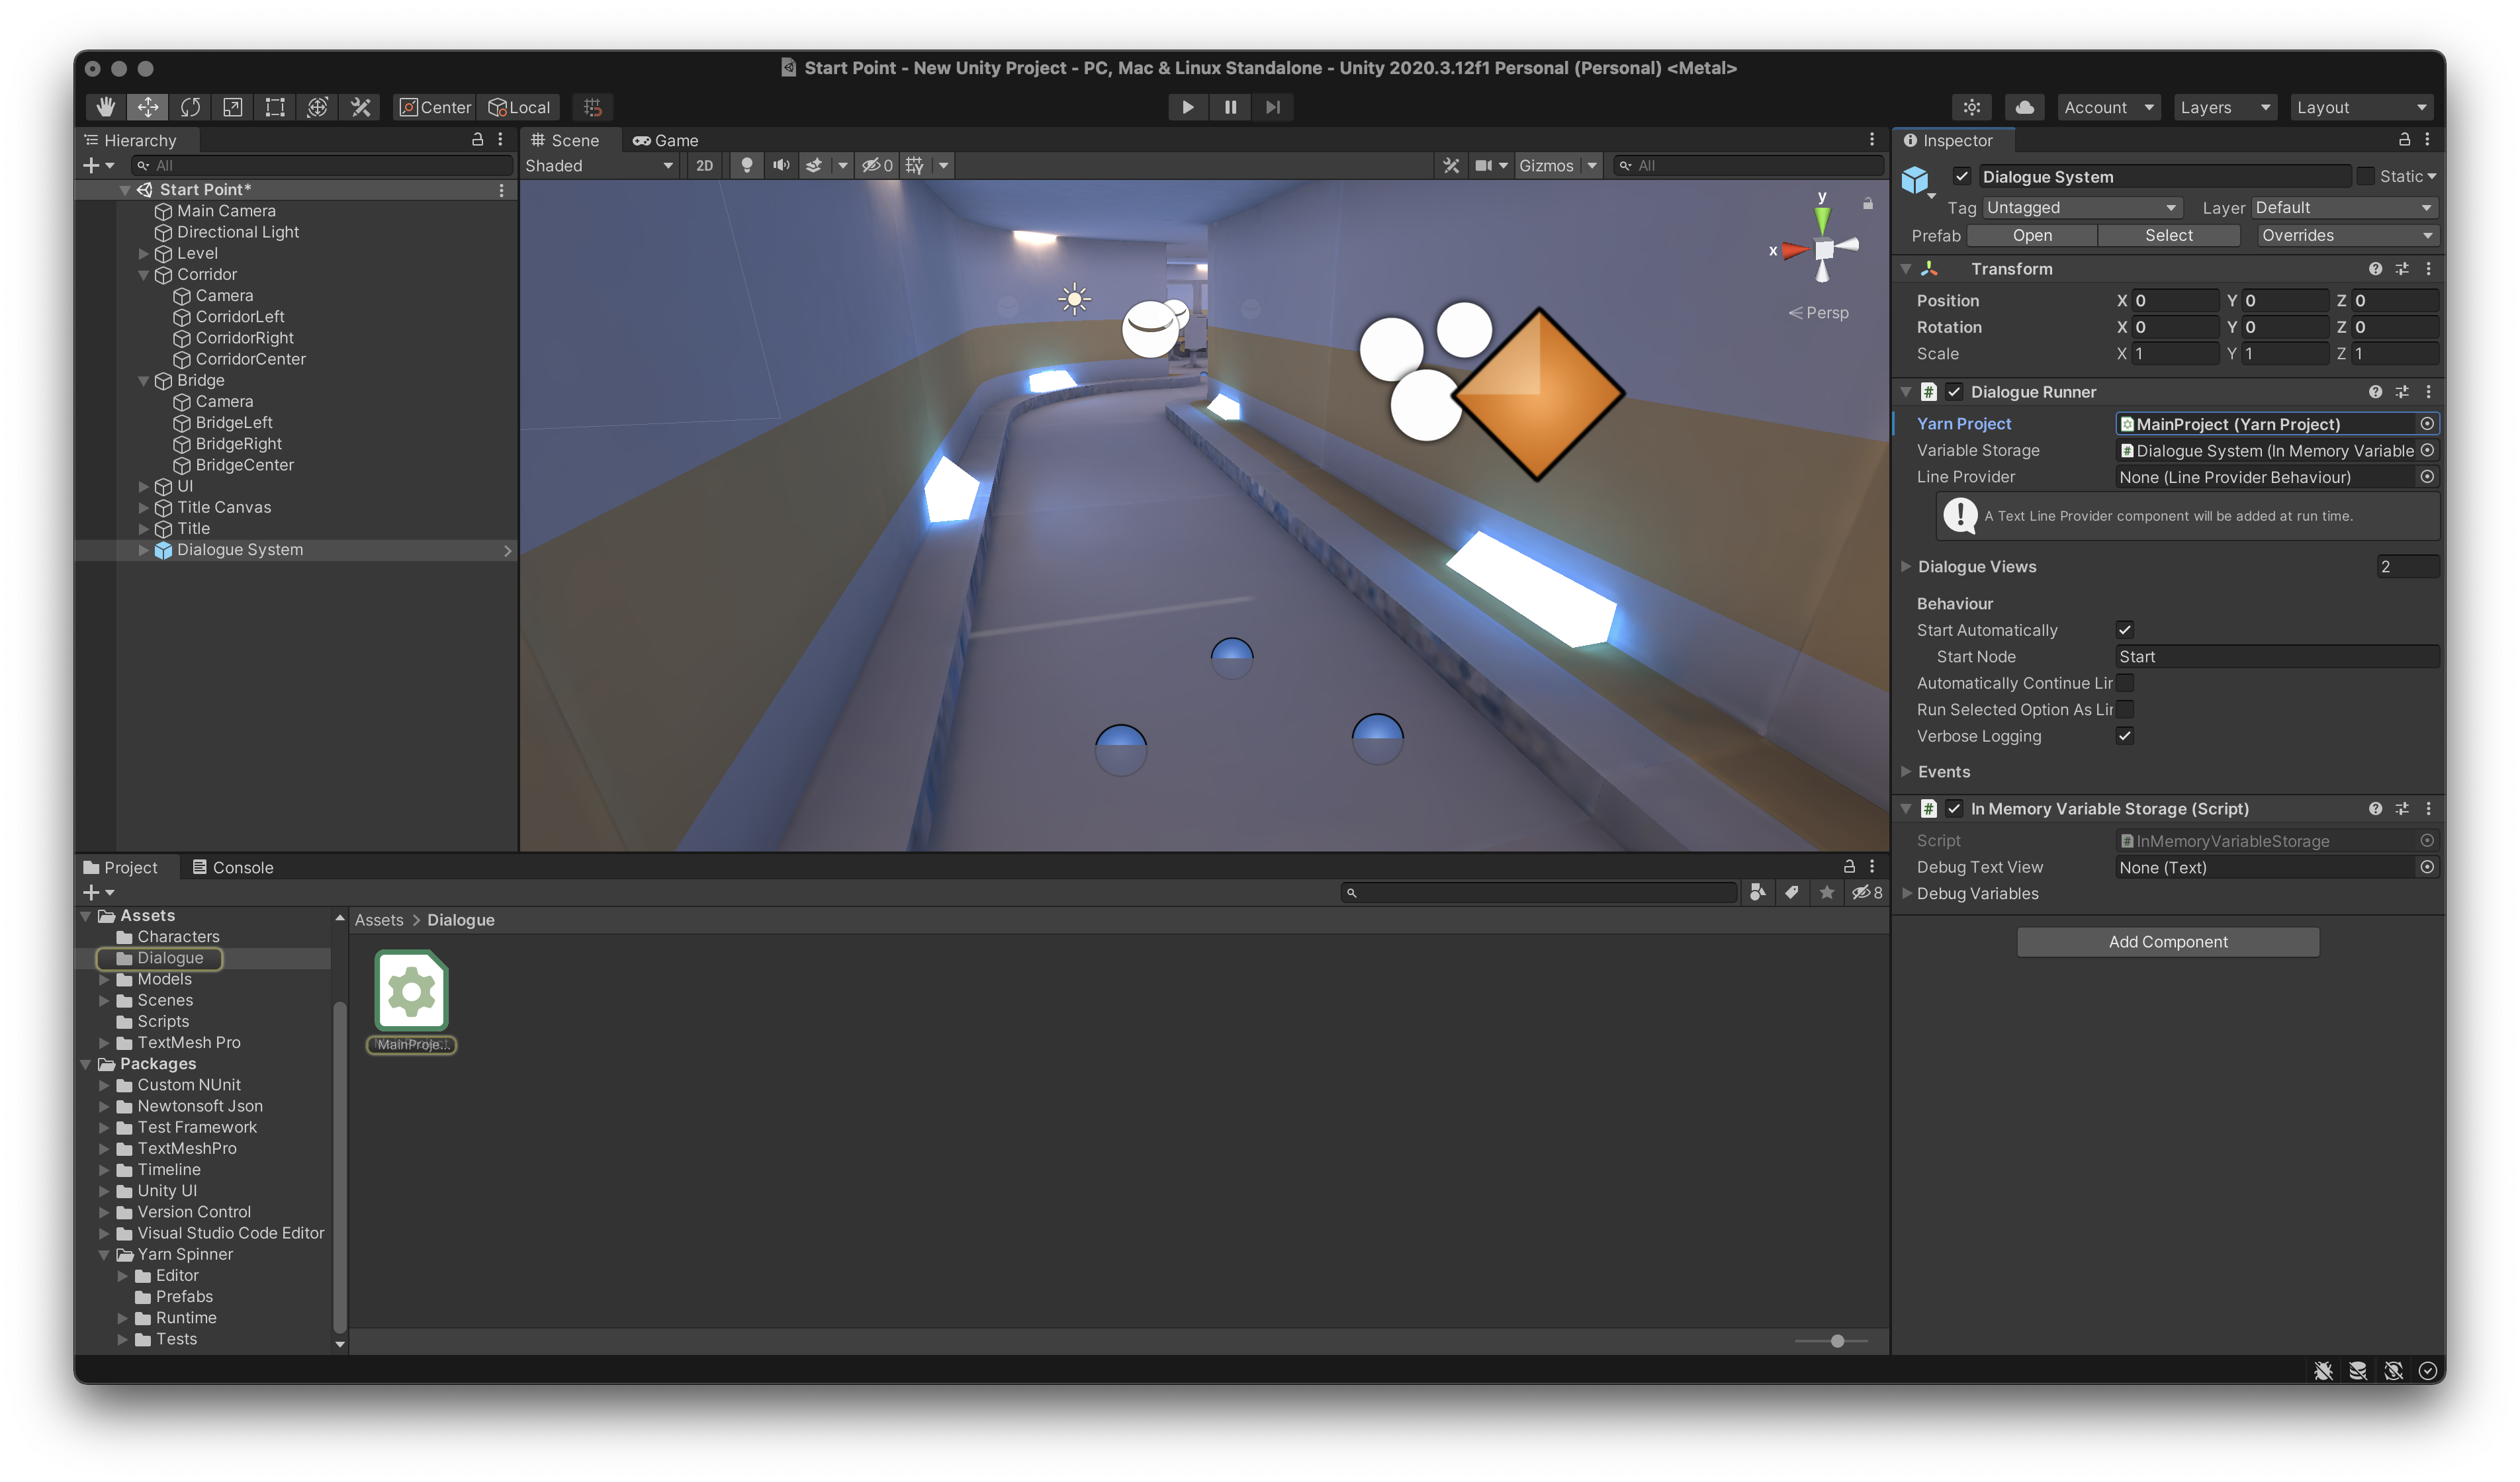 Start Point - New Unity Project - PC, Mac & Linux Standalone - Unity 2020.3.12f1 Personal (Personal) <Metal>
Center
Local
Account
Layers
Layout
Hierarchy
All
Start Point*
Main Camera
Directional Light
Level
Corridor
Camera
CorridorLeft
CorridorRight
CorridorCenter
Bridge
Camera
BridgeLeft
BridgeRight
BridgeCenter
UI
Title Canvas
Title
Dialogue System
Scene
Game
Shaded
2D
0
Gizmos
All
y
x
Persp
Inspector
Dialogue System
Static
Tag Untagged
Layer Default
Prefab Open Select Overrides
Transform
Position X 0 Y 0 Z 0
Rotation X 0 Y 0 Z 0
Scale X 1 Y 1 Z 1
Dialogue Runner
Yarn Project MainProject (Yarn Project)
Variable Storage Dialogue System (In Memory Variable
Line Provider None (Line Provider Behaviour)
A Text Line Provider component will be added at run time.
Dialogue Views 2
Behaviour
Start Automatically
Start Node Start
Automatically Continue Lir
Run Selected Option As Lir
Verbose Logging
Events
In Memory Variable Storage (Script)
Script InMemoryVariableStorage
Debug Text View None (Text)
Debug Variables
Add Component
Project
Console
8
Assets
Characters
Dialogue
Models
Scenes
Scripts
TextMesh Pro
Packages
Custom NUnit
Newtonsoft Json
Test Framework
TextMeshPro
Timeline
Unity UI
Version Control
Visual Studio Code Editor
Yarn Spinner
Editor
Prefabs
Runtime
Tests
Assets > Dialogue
MainProje...